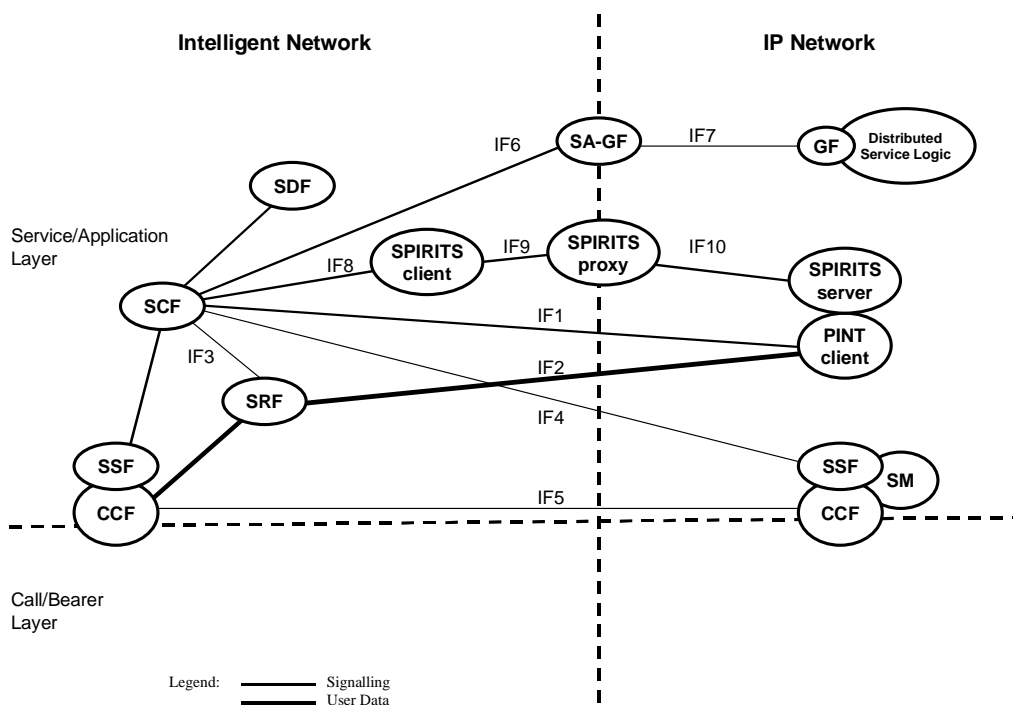 Intelligent Network
IP Network
SA-GF
IF7
GF
Distributed
Service Logic
IF6
SDF
Service/Application
Layer
SPIRITS
client
IF9
SPIRITS
proxy
IF10
IF8
SPIRITS
server
SCF
IF1
PINT
client
IF3
IF2
SRF
IF4
SSF
SSF
SM
CCF
IF5
CCF
Call/Bearer
Layer
Legend:
Signalling
User Data